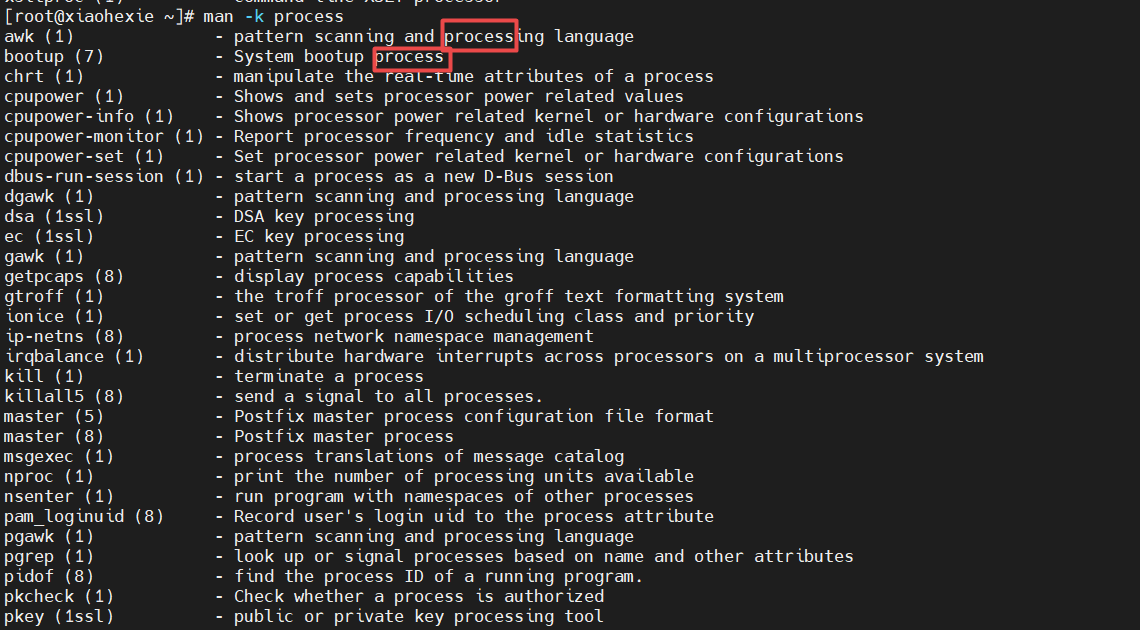 [root@xiaohexie ~]# man -k process
awk (1)              - pattern scanning and processing language
bootup (7)           - System bootup process
chrt (1)             - manipulate the real-time attributes of a process
cpupower (1)         - Shows and sets processor power related values
cpupower-info (1)    - Shows processor power related kernel or hardware configurations
cpupower-monitor (1) - Report processor frequency and idle statistics
cpupower-set (1)     - Set processor power related kernel or hardware configurations
dbus-run-session (1) - start a process as a new D-Bus session
dgawk (1)            - pattern scanning and processing language
dsa (1ssl)           - DSA key processing
ec (1ssl)            - EC key processing
gawk (1)             - pattern scanning and processing language
getpcaps (8)         - display process capabilities
gtroff (1)           - the troff processor of the groff text formatting system
ionice (1)           - set or get process I/O scheduling class and priority
ip-netns (8)         - process network namespace management
irqbalance (1)       - distribute hardware interrupts across processors on a multiprocessor system
kill (1)             - terminate a process
killall5 (8)         - send a signal to all processes.
master (5)           - Postfix master process configuration file format
master (8)           - Postfix master process
msgexec (1)          - process translations of message catalog
nproc (1)            - print the number of processing units available
nsenter (1)          - run program with namespaces of other processes
pam_loginuid (8)     - Record user's login uid to the process attribute
pgawk (1)            - pattern scanning and processing language
pgrep (1)            - look up or signal processes based on name and other attributes
pidof (8)            - find the process ID of a running program.
pkcheck (1)          - Check whether a process is authorized
pkey (1ssl)          - public or private key processing tool